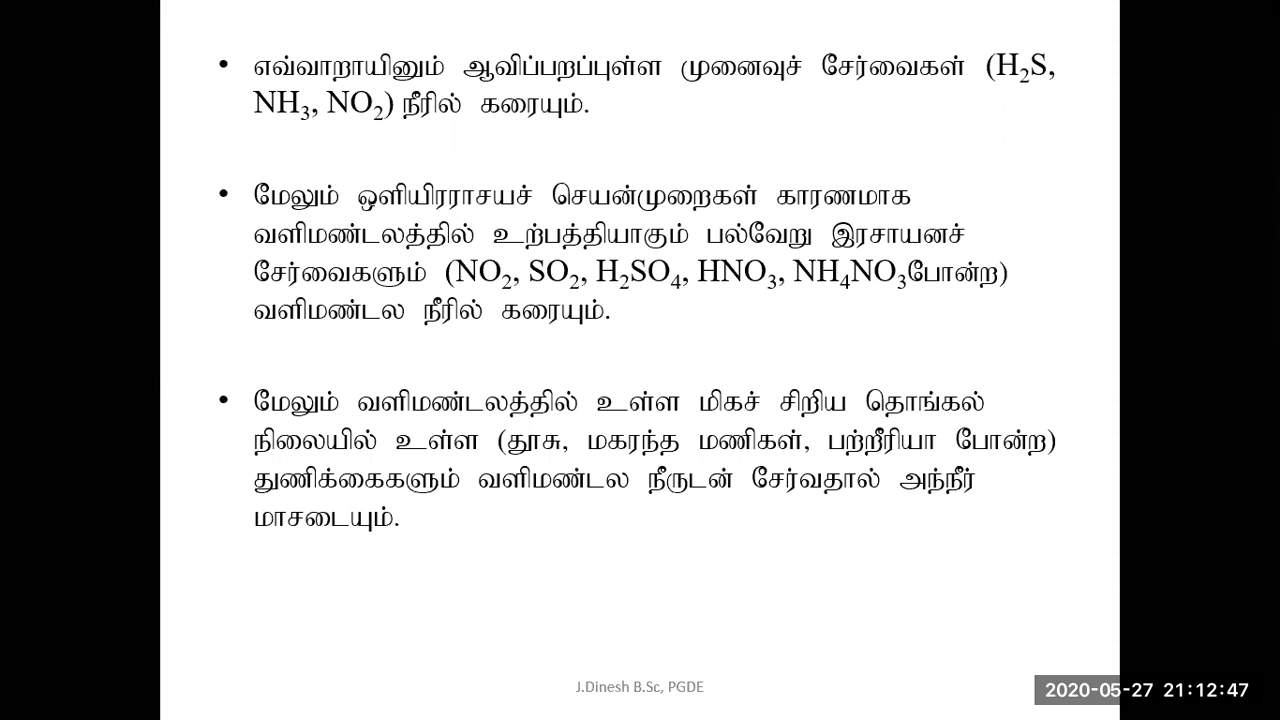 • எவ்வாறாயினும் ஆவிப்பறப்புள்ள முனைவுச் சேர்வைகள் (H₂S,
NH₃, NO₂) நீரில் கரையும்.
• மேலும் ஒளியிரராசயச் செயன்முறைகள் காரணமாக
வளிமண்டலத்தில் உற்பத்தியாகும் பல்வேறு இரசாயனச்
சேர்வைகளும் (NO₂, SO₂, H₂SO₄, HNO₃, NH₄NO₃போன்ற)
வளிமண்டல நீரில் கரையும்.
• மேலும் வளிமண்டலத்தில் உள்ள மிகச் சிறிய தொங்கல்
நிலையில் உள்ள (தூசு, மகரந்த மணிகள், பற்றீரியா போன்ற)
துணிக்கைகளும் வளிமண்டல நீருடன் சேர்வதால் அந்நீர்
மாசடையும்.
J.Dinesh B.Sc, PGDE
2020-05-27 21:12:47